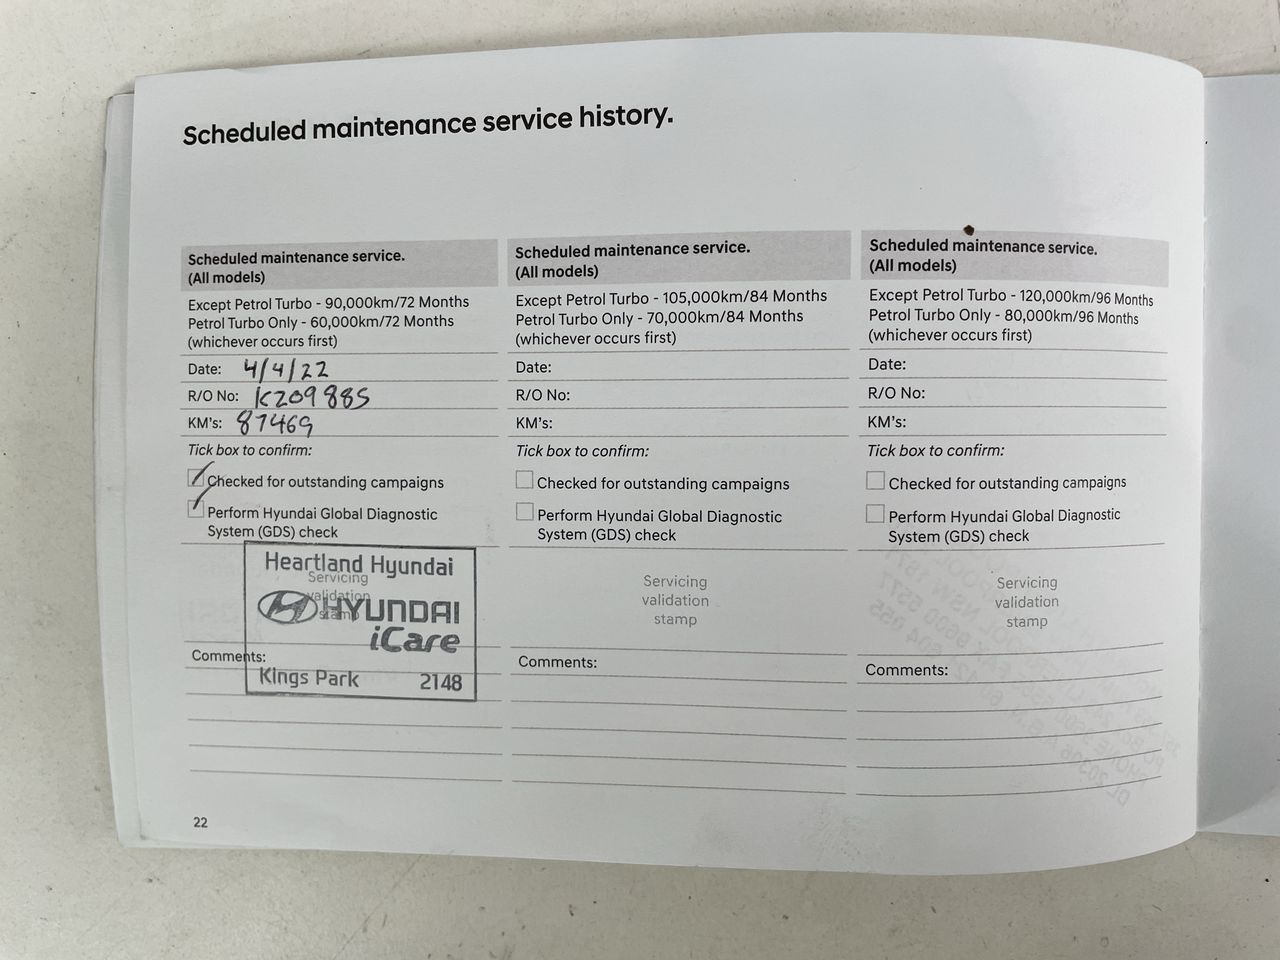 Scheduled maintenance service history.
Scheduled maintenance service.
(All models)
Except Petrol Turbo - 90,000km/72 Months
Petrol Turbo Only - 60,000km/72 Months
(whichever occurs first)
Date: 4/4/22
R/O No: K209885
KM's: 87469
Tick box to confirm:
Checked for outstanding campaigns
Perform Hyundai Global Diagnostic
System (GDS) check
Heartland Hyundai
Servicing
validation
stamp
HYUNDAI
iCare
Comments:
Kings Park 2148
Scheduled maintenance service.
(All models)
Except Petrol Turbo - 105,000km/84 Months
Petrol Turbo Only - 70,000km/84 Months
(whichever occurs first)
Date:
R/O No:
KM's:
Tick box to confirm:
Checked for outstanding campaigns
Perform Hyundai Global Diagnostic
System (GDS) check
Servicing
validation
stamp
Comments:
Scheduled maintenance service.
(All models)
Except Petrol Turbo - 120,000km/96 Months
Petrol Turbo Only - 80,000km/96 Months
(whichever occurs first)
Date:
R/O No:
KM's:
Tick box to confirm:
Checked for outstanding campaigns
Perform Hyundai Global Diagnostic
System (GDS) check
Servicing
validation
stamp
Comments:
22